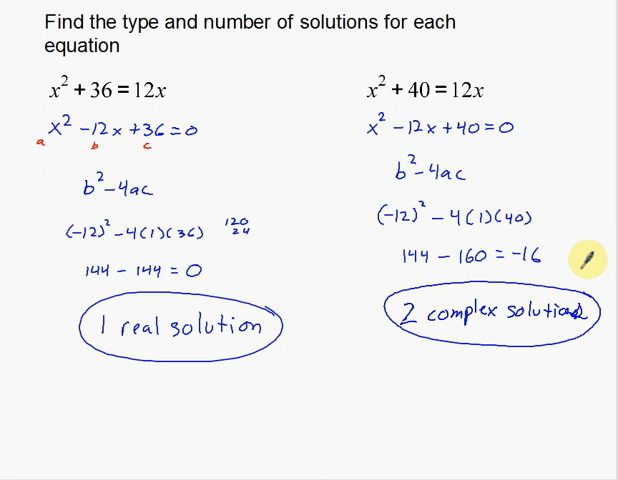 Find the type and number of solutions for each
equation
x² + 36 = 12x
x² - 12x + 36 = 0
a b c
b² - 4ac
(-12)² - 4(1)(36)
120
24
144 - 144 = 0
1 real solution
x² + 40 = 12x
x² - 12x + 40 = 0
b² - 4ac
(-12)² - 4(1)(40)
144 - 160 = -16
2 complex solutions